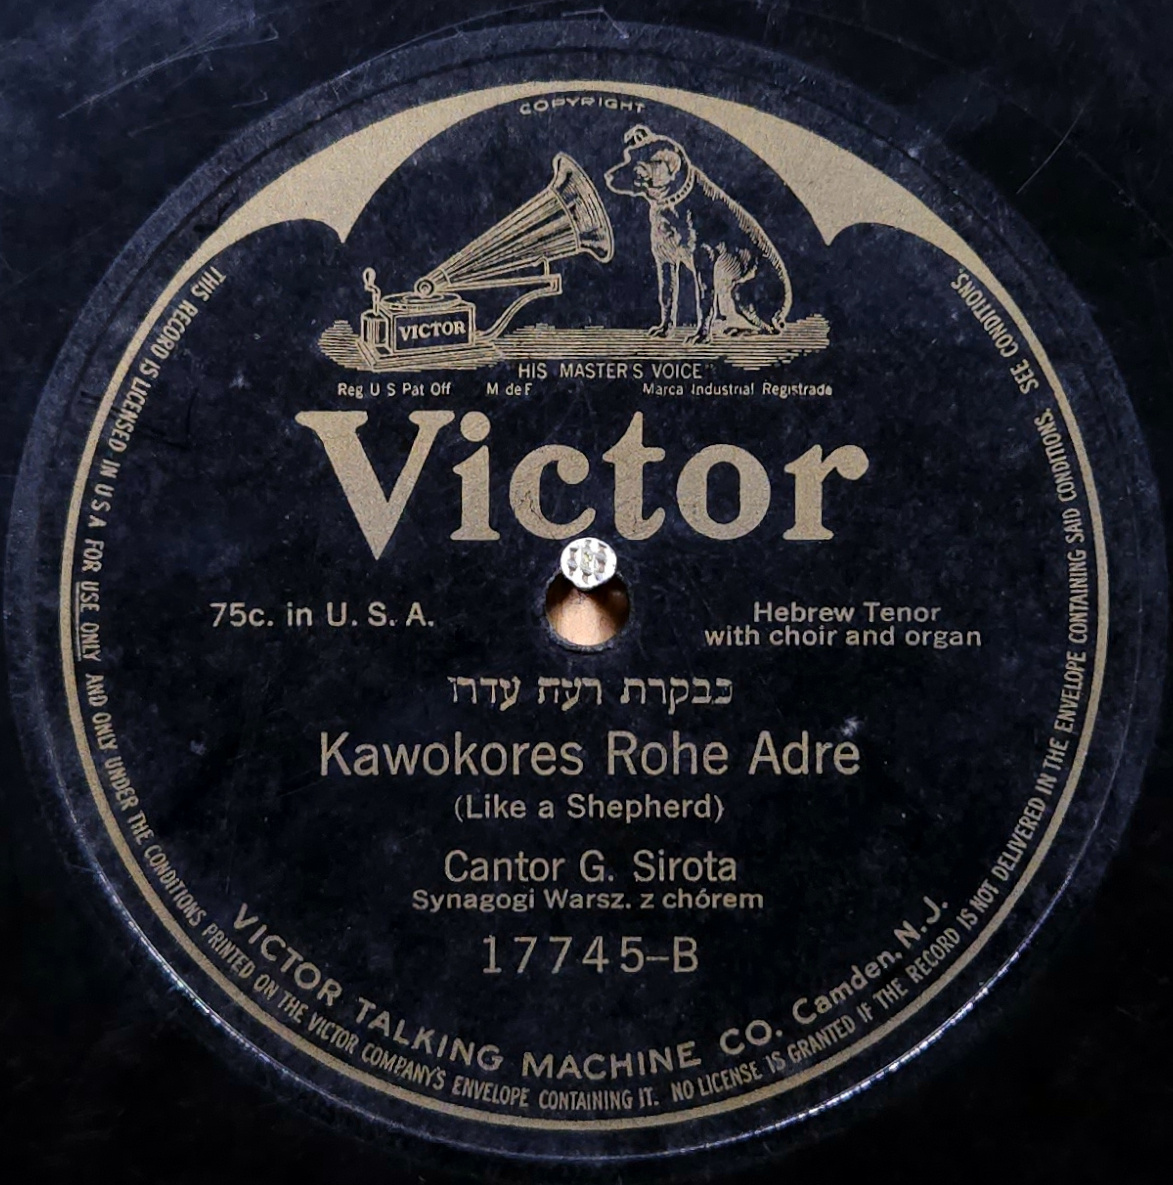 COPYRIGHT
VICTOR
"HIS MASTER'S VOICE"
Reg U S Pat Off M de F Marca Industrial Registrada
Victor
75c. in U. S. A.
Hebrew Tenor
with choir and organ
כבקרת רעה עדרו
Kawokores Rohe Adre
(Like a Shepherd)
Cantor G. Sirota
Synagogi Warsz. z chórem
17745–B
VICTOR TALKING MACHINE CO. Camden, N. J.
THIS RECORD IS LICENSED IN U S A FOR USE ONLY AND ONLY UNDER THE CONDITIONS PRINTED ON THE VICTOR COMPANY'S ENVELOPE CONTAINING IT. NO LICENSE IS GRANTED IF THE RECORD IS NOT DELIVERED IN THE ENVELOPE CONTAINING SAID CONDITIONS. SEE CONDITIONS.